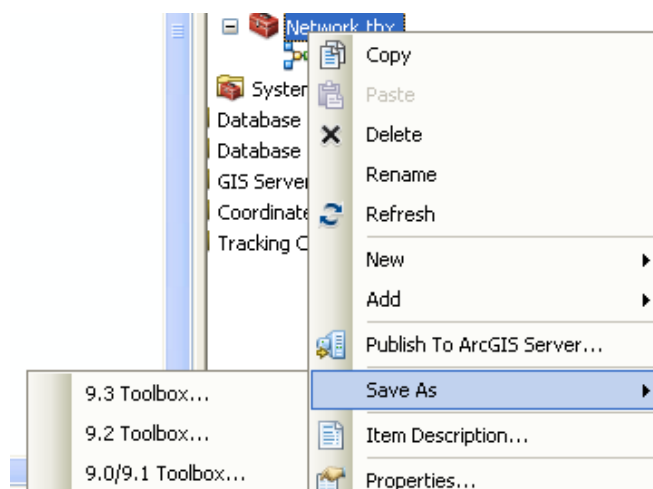 Network.tbx
Copy
System
Paste
Database
Delete
Database
Rename
GIS Server
Refresh
Coordinate
Tracking C
New
Add
Publish To ArcGIS Server...
Save As
9.3 Toolbox...
9.2 Toolbox...
Item Description...
9.0/9.1 Toolbox...
Properties...